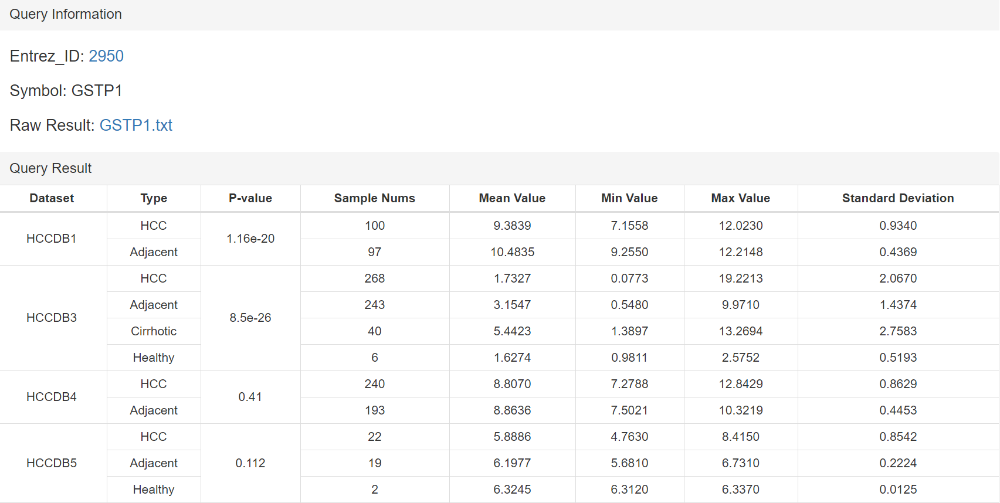 Query Information
Entrez_ID: 2950
Symbol: GSTP1
Raw Result: GSTP1.txt
Query Result
Dataset Type P-value Sample Nums Mean Value Min Value Max Value Standard Deviation
HCCDB1 HCC 1.16e-20 100 9.3839 7.1558 12.0230 0.9340
Adjacent 97 10.4835 9.2550 12.2148 0.4369
HCCDB3 HCC 8.5e-26 268 1.7327 0.0773 19.2213 2.0670
Adjacent 243 3.1547 0.5480 9.9710 1.4374
Cirrhotic 40 5.4423 1.3897 13.2694 2.7583
Healthy 6 1.6274 0.9811 2.5752 0.5193
HCCDB4 HCC 0.41 240 8.8070 7.2788 12.8429 0.8629
Adjacent 193 8.8636 7.5021 10.3219 0.4453
HCCDB5 HCC 0.112 22 5.8886 4.7630 8.4150 0.8542
Adjacent 19 6.1977 5.6810 6.7310 0.2224
Healthy 2 6.3245 6.3120 6.3370 0.0125